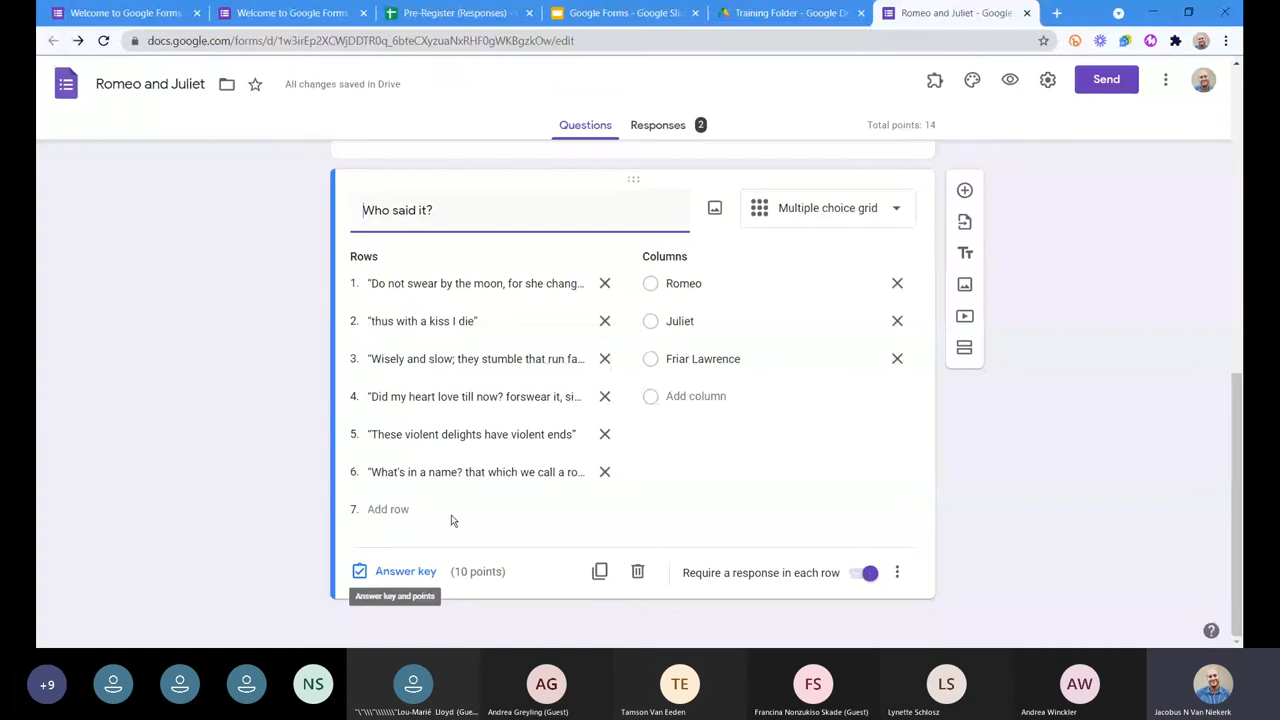 Welcome to Google Forms
Welcome to Google Forms
Pre-Register (Responses) -
Google Forms - Google Sli
Training Folder - Google D
Romeo and Juliet - Google
docs.google.com/forms/d/1w3irEp2XCWjDDTR0q_6bteCXyzuaNxRHF0gWKBgzkOw/edit
Romeo and Juliet
All changes saved in Drive
Send
Questions
Responses 2
Total points: 14
Who said it?
Multiple choice grid
Rows
Columns
1. "Do not swear by the moon, for she chang...
Romeo
2. "thus with a kiss I die"
Juliet
3. "Wisely and slow; they stumble that run fa...
Friar Lawrence
4. "Did my heart love till now? forswear it, si...
Add column
5. "These violent delights have violent ends"
6. "What's in a name? that which we call a ro...
7. Add row
Answer key (10 points)
Require a response in each row
Answer key and points
+9
NS
AG
TE
FS
LS
AW
"\"\\\"\\\\\\\"Lou-Marié Lloyd (Gue...
Andrea Greyling (Guest)
Tamson Van Eeden
Francina Nonzukiso Skade (Guest)
Lynette Schlosz
Andrea Winckler
Jacobus N Van Niekerk